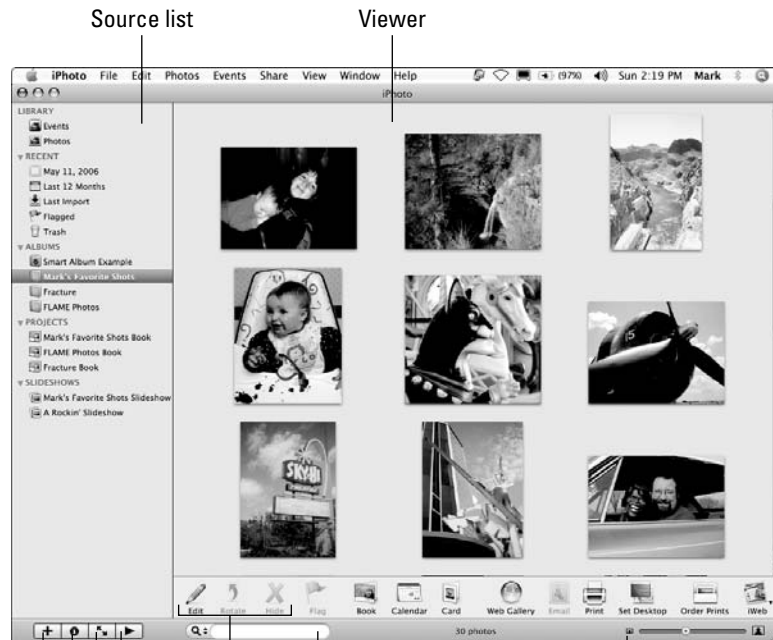 Source list
Viewer
iPhoto File Edit Photos Events Share View Window Help (97%) Sun 2:19 PM Mark
iPhoto
LIBRARY
Events
Photos
RECENT
May 11, 2006
Last 12 Months
Last Import
Flagged
Trash
ALBUMS
Smart Album Example
Mark's Favorite Shots
Fracture
FLAME Photos
PROJECTS
Mark's Favorite Shots Book
FLAME Photos Book
Fracture Book
SLIDESHOWS
Mark's Favorite Shots Slideshow
A Rockin' Slideshow
15
SKY-HI
Edit Rotate Hide Flag Book Calendar Card Web Gallery Email Print Set Desktop Order Prints iWeb
30 photos